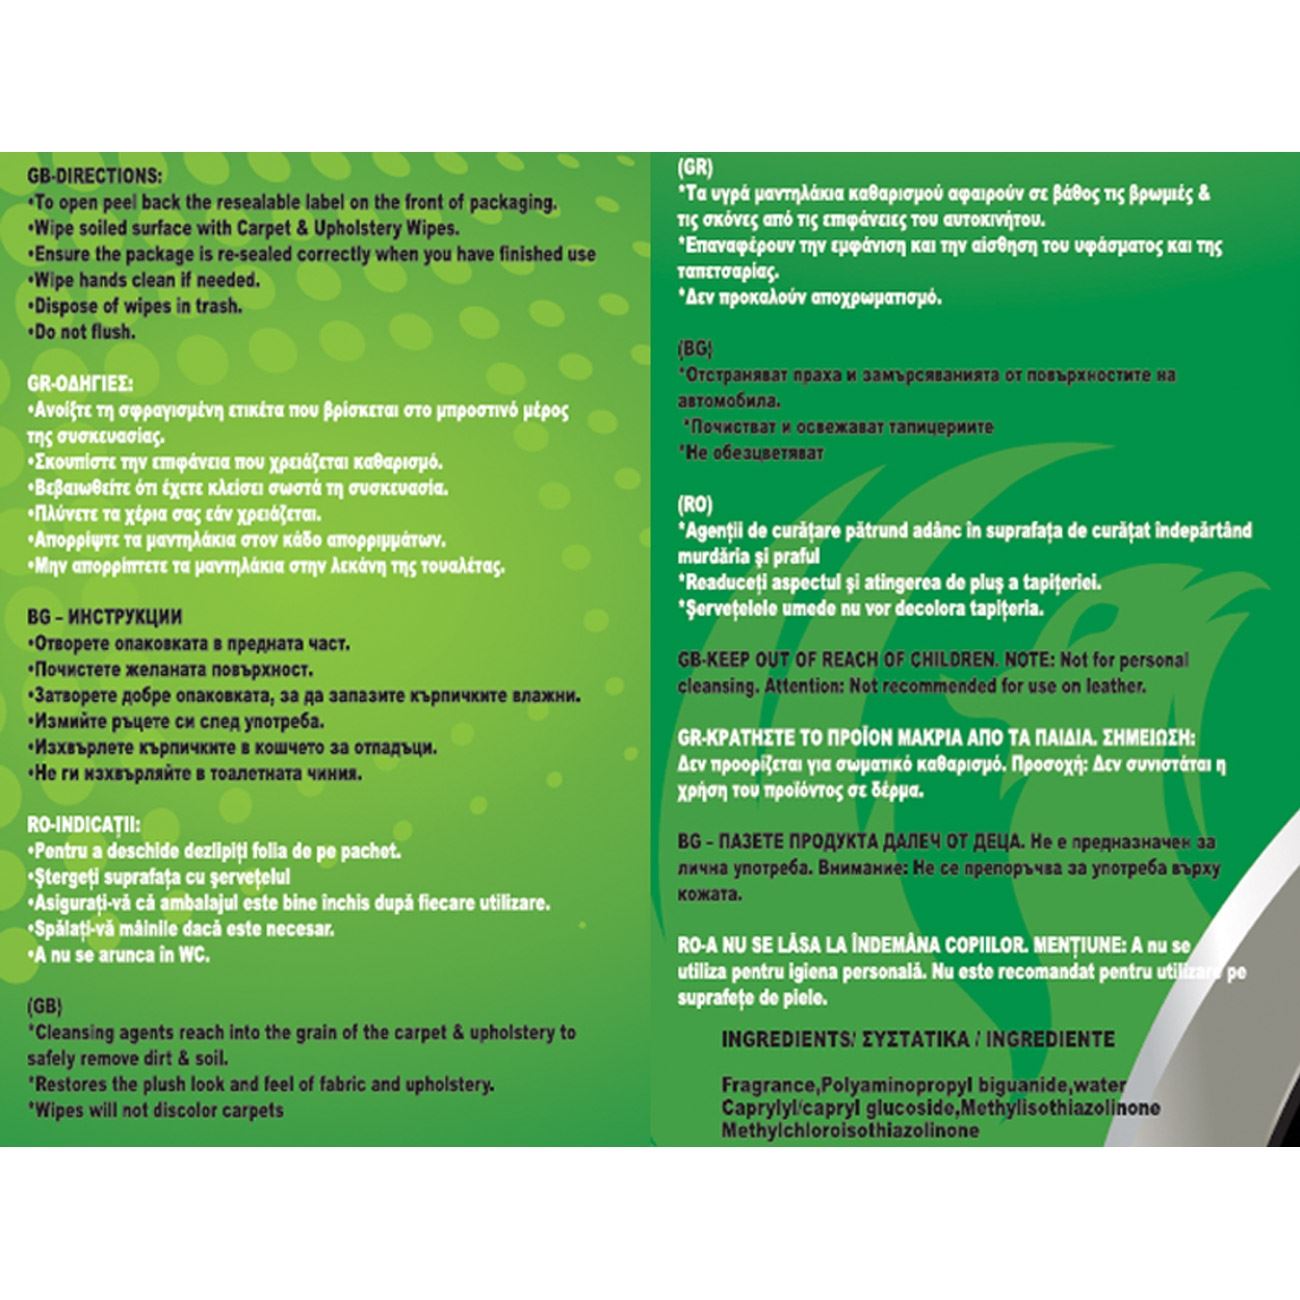 GB-DIRECTIONS:
•To open peel back the resealable label on the front of packaging.
•Wipe soiled surface with Carpet & Upholstery Wipes.
•Ensure the package is re-sealed correctly when you have finished use
•Wipe hands clean if needed.
•Dispose of wipes in trash.
•Do not flush.
GR-ΟΔΗΓΙΕΣ:
•Ανοίξτε τη σφραγισμένη ετικέτα που βρίσκεται στο μπροστινό μέρος
της συσκευασίας.
•Σκουπίστε την επιφάνεια που χρειάζεται καθαρισμό.
•Βεβαιωθείτε ότι έχετε κλείσει σωστά τη συσκευασία.
•Πλύνετε τα χέρια σας εάν χρειάζεται.
•Απορρίψτε τα μαντηλάκια στον κάδο απορριμμάτων.
•Μην απορρίπτετε τα μαντηλάκια στην λεκάνη της τουαλέτας.
BG – ИНСТРУКЦИИ
•Отворете опаковката в предната част.
•Почистете желаната повърхност.
•Затворете добре опаковката, за да запазите кърпичките влажни.
•Измийте ръцете си след употреба.
•Изхвърлете кърпичките в кошчето за отпадъци.
•Не ги изхвърляйте в тоалетната чиния.
RO-INDICAȚII:
•Pentru a deschide dezlipiți folia de pe pachet.
•Ștergeți suprafața cu șervețelul
•Asigurați-vă că ambalajul este bine inchis după fiecare utilizare.
•Spălați-vă mâinile dacă este necesar.
•A nu se arunca în WC.
(GB)
*Cleansing agents reach into the grain of the carpet & upholstery to
safely remove dirt & soil.
*Restores the plush look and feel of fabric and upholstery.
*Wipes will not discolor carpets
(GR)
*Τα υγρά μαντηλάκια καθαρισμού αφαιρούν σε βάθος τις βρωμιές &
τις σκόνες από τις επιφάνειες του αυτοκινήτου.
*Επαναφέρουν την εμφάνιση και την αίσθηση του υφάσματος και της
ταπετσαρίας.
*Δεν προκαλούν αποχρωματισμό.
(BG)
*Отстраняват праха и замърсяванията от повърхностите на
автомобила.
*Почистват и освежават тапицериите
*Не обезцветяват
(RO)
*Agenții de curățare pătrund adânc în suprafața de curățat îndepărtând
murdăria și praful
*Readuceți aspectul și atingerea de pluș a tapițeriei.
*Șervețelele umede nu vor decolora tapițeria.
GB-KEEP OUT OF REACH OF CHILDREN. NOTE: Not for personal
cleansing. Attention: Not recommended for use on leather.
GR-ΚΡΑΤΗΣΤΕ ΤΟ ΠΡΟΪΟΝ ΜΑΚΡΙΑ ΑΠΟ ΤΑ ΠΑΙΔΙΑ. ΣΗΜΕΙΩΣΗ:
Δεν προορίζεται για σωματικό καθαρισμό. Προσοχή: Δεν συνιστάται η
χρήση του προϊόντος σε δέρμα.
BG – ПАЗЕТЕ ПРОДУКТА ДАЛЕЧ ОТ ДЕЦА. Не е предназначен за
лична употреба. Внимание: Не се препоръчва за употреба върху
кожата.
RO-A NU SE LĂSA LA ÎNDEMÂNA COPIILOR. MENȚIUNE: A nu se
utiliza pentru igiena personală. Nu este recomandat pentru utilizare pe
suprafețe de piele.
INGREDIENTS/ ΣΥΣΤΑΤΙΚΑ / INGREDIENTE
Fragrance,Polyaminopropyl biguanide,water
Caprylyl/capryl glucoside,Methylisothiazolinone
Methylchloroisothiazolinone